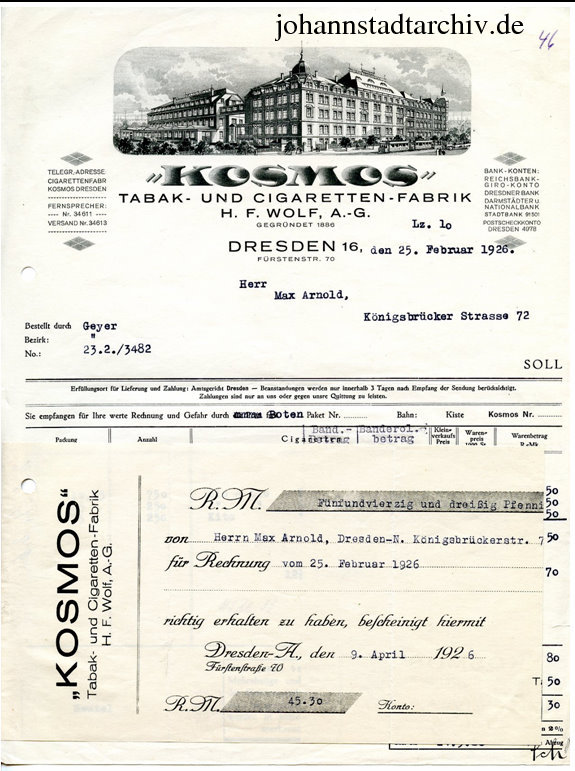 johannstadtarchiv.de
46
TELEGR.-ADRESSE:
CIGARETTENFABR
KOSMOS DRESDEN
FERNSPRECHER:
Nr. 34611
VERSAND Nr. 34613
"KOSMOS"
TABAK- UND CIGARETTEN-FABRIK
H. F. WOLF, A.-G.
GEGRÜNDET 1886
BANK-KONTEN:
REICHSBANK-
GIRO-KONTO
DRESDNER BANK
DARMSTÄDTER u.
NATIONALBANK
STADTBANK 91501
POSTSCHECKKONTO
DRESDEN 4978
Lz. 10
DRESDEN 16, den 25. Februar 1926.
FÜRSTENSTR. 70
Herr
Max Arnold,
Königsbrücker Strasse 72
Bestellt durch Geyer
Bezirk: "
No.: 23.2./3482
SOLL
Erfüllungsort für Lieferung und Zahlung: Amtsgericht Dresden — Beanstandungen werden nur innerhalb 3 Tagen nach Empfang der Sendung berücksichtigt.
Zahlungen sind nur an uns oder gegen unsre Quittung zu leisten.
Sie empfangen für Ihre werte Rechnung und Gefahr durch Boten Paket Nr. Bahn: Kiste Kosmos Nr.
Packung Anzahl Band.- Banderol.- betrag Klein- verkaufs Preis Waren- preis Warenbetrag
"KOSMOS"
Tabak- und Cigaretten-Fabrik
H. F. Wolf, A.-G.
R.M. Fünfundvierzig und dreißig Pfenni
50
50
50
von Herrn Max Arnold, Dresden-N. Königsbrückerstr. 7
50
für Rechnung vom 25. Februar 1926
70
richtig erhalten zu haben, bescheinigt hiermit
Dresden-A., den 9. April 1926
80
Fürstenstraße 70
50
R.M. 45.30 Konto:
30
2%